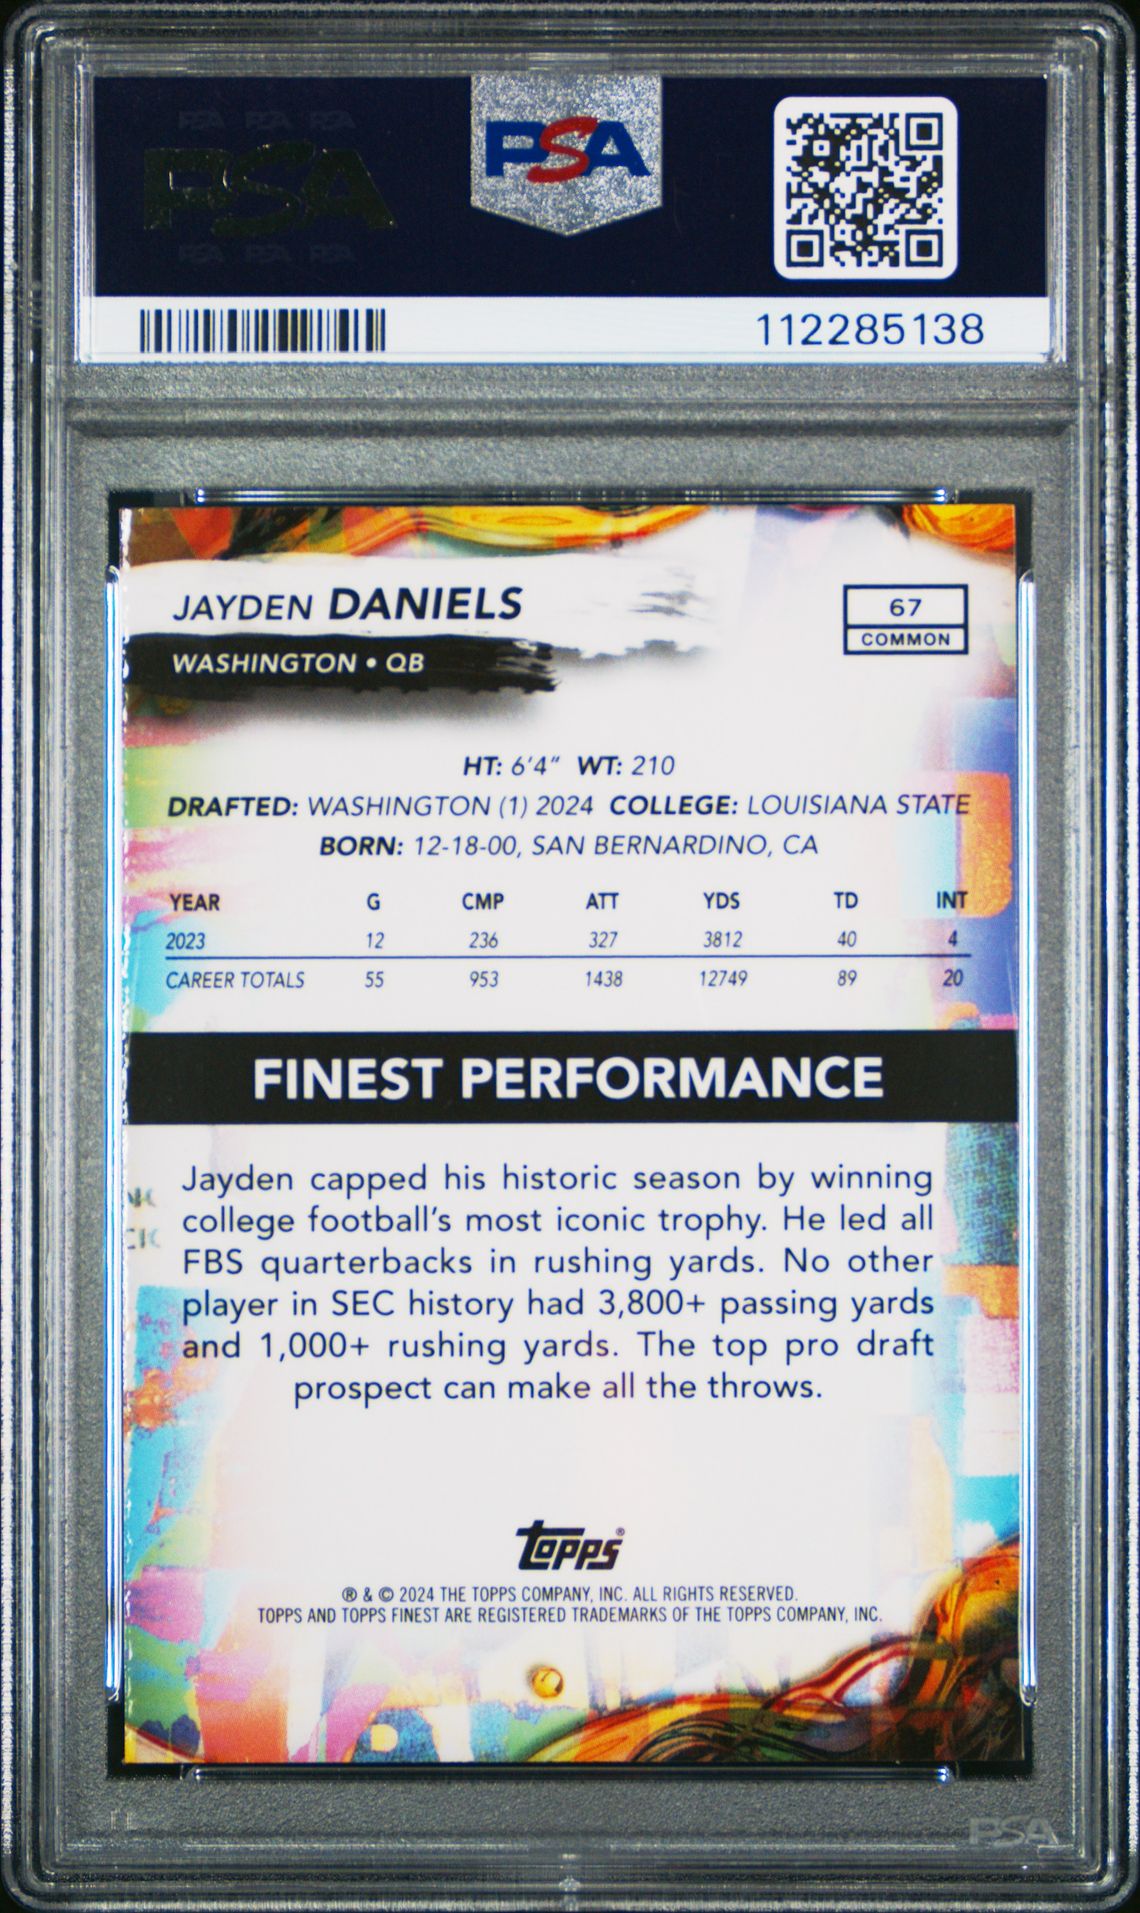 PSA PSA PSA
PSA
PSA PSA PSA
PSA
112285138
JAYDEN DANIELS
WASHINGTON • QB
67
COMMON
HT: 6'4" WT: 210
DRAFTED: WASHINGTON (1) 2024 COLLEGE: LOUISIANA STATE
BORN: 12-18-00, SAN BERNARDINO, CA
YEAR G CMP ATT YDS TD INT
2023 12 236 327 3812 40 4
CAREER TOTALS 55 953 1438 12749 89 20
FINEST PERFORMANCE
Jayden capped his historic season by winning
college football's most iconic trophy. He led all
FBS quarterbacks in rushing yards. No other
player in SEC history had 3,800+ passing yards
and 1,000+ rushing yards. The top pro draft
prospect can make all the throws.
topps®
® & © 2024 THE TOPPS COMPANY, INC. ALL RIGHTS RESERVED.
TOPPS AND TOPPS FINEST ARE REGISTERED TRADEMARKS OF THE TOPPS COMPANY, INC.
PSA